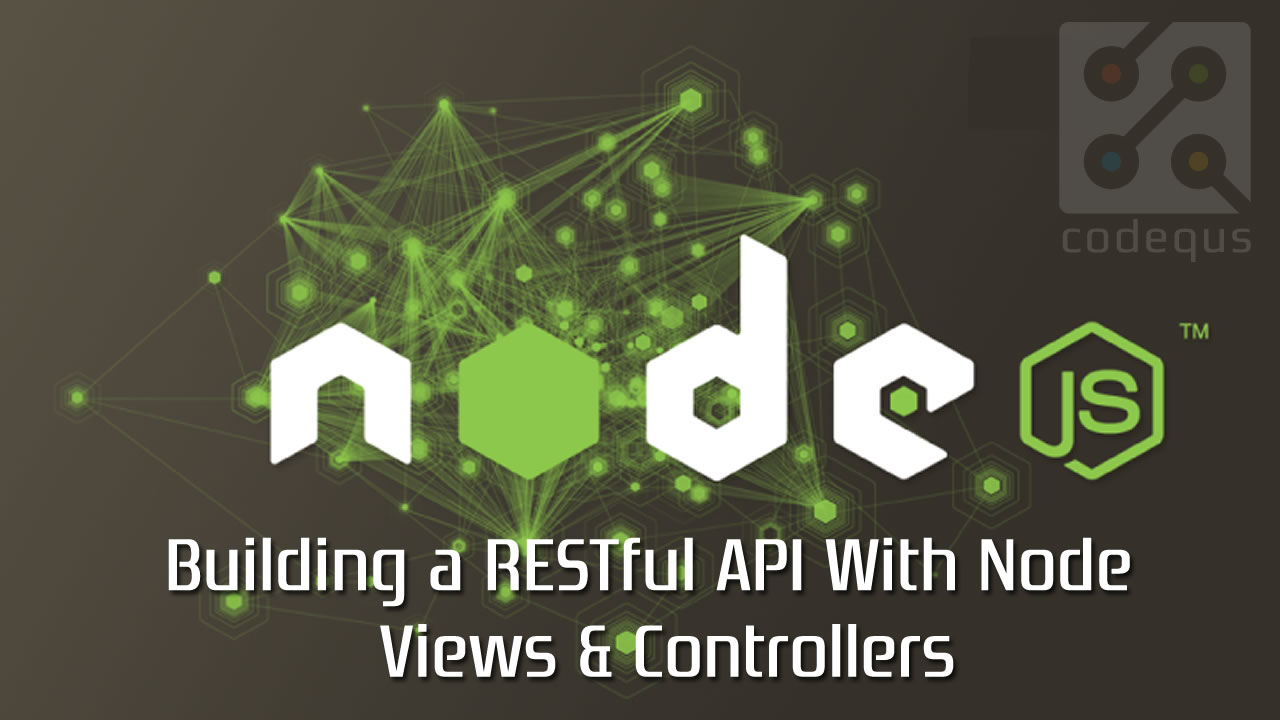 codequs
node
JS
TM
Building a RESTful API With Node
Views & Controllers